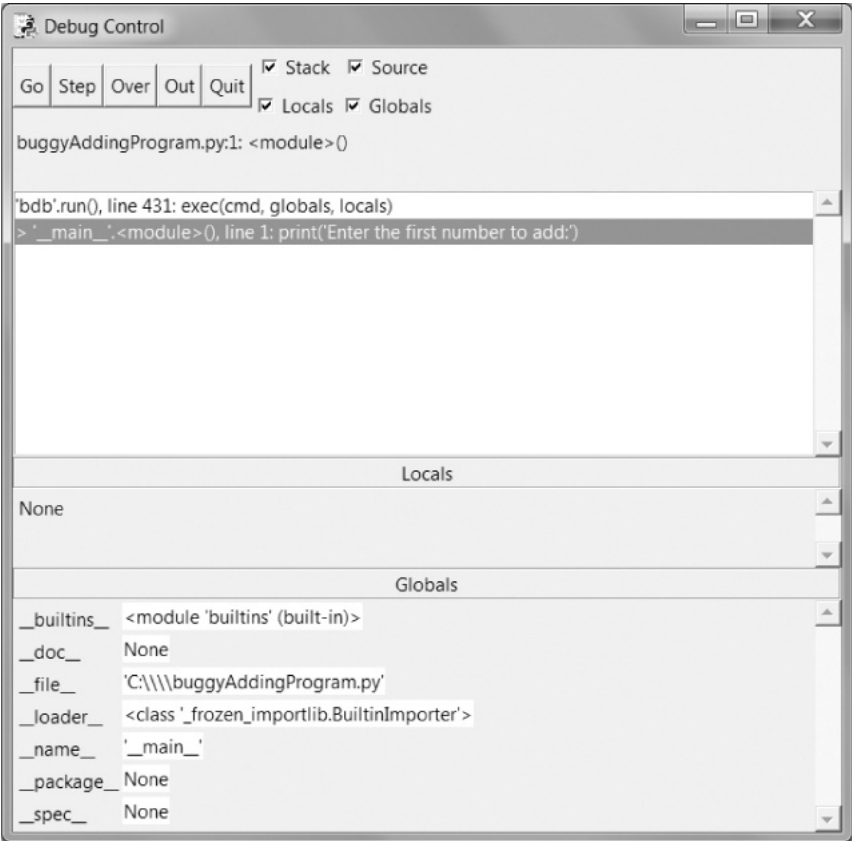 Debug Control
Go Step Over Out Quit Stack Source
Locals Globals
buggyAddingProgram.py:1: <module>()
'bdb'.run(), line 431: exec(cmd, globals, locals)
> '__main__'.<module>(), line 1: print('Enter the first number to add:')
Locals
None
Globals
__builtins__ <module 'builtins' (built-in)>
__doc__ None
__file__ 'C:\\\\buggyAddingProgram.py'
__loader__ <class '_frozen_importlib.BuiltinImporter'>
__name__ '__main__'
__package__ None
__spec__ None